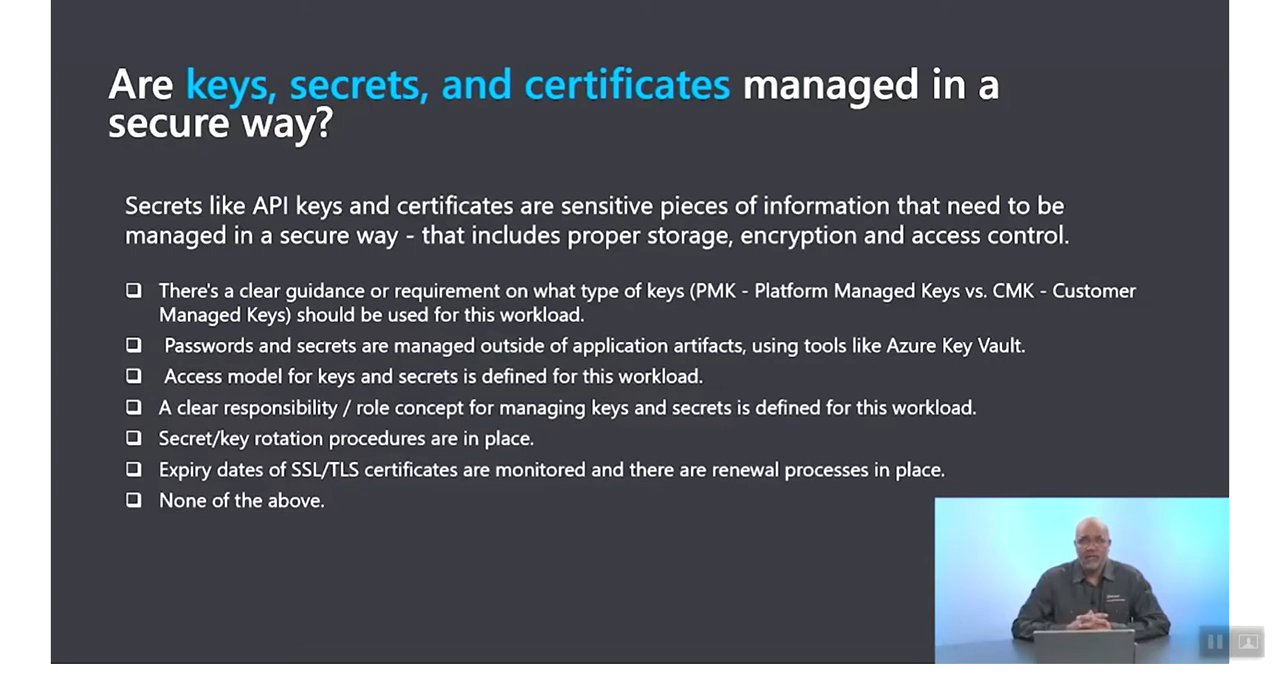 Are keys, secrets, and certificates managed in a
secure way?
Secrets like API keys and certificates are sensitive pieces of information that need to be
managed in a secure way - that includes proper storage, encryption and access control.
There's a clear guidance or requirement on what type of keys (PMK - Platform Managed Keys vs. CMK - Customer
Managed Keys) should be used for this workload.
Passwords and secrets are managed outside of application artifacts, using tools like Azure Key Vault.
Access model for keys and secrets is defined for this workload.
A clear responsibility / role concept for managing keys and secrets is defined for this workload.
Secret/key rotation procedures are in place.
Expiry dates of SSL/TLS certificates are monitored and there are renewal processes in place.
None of the above.